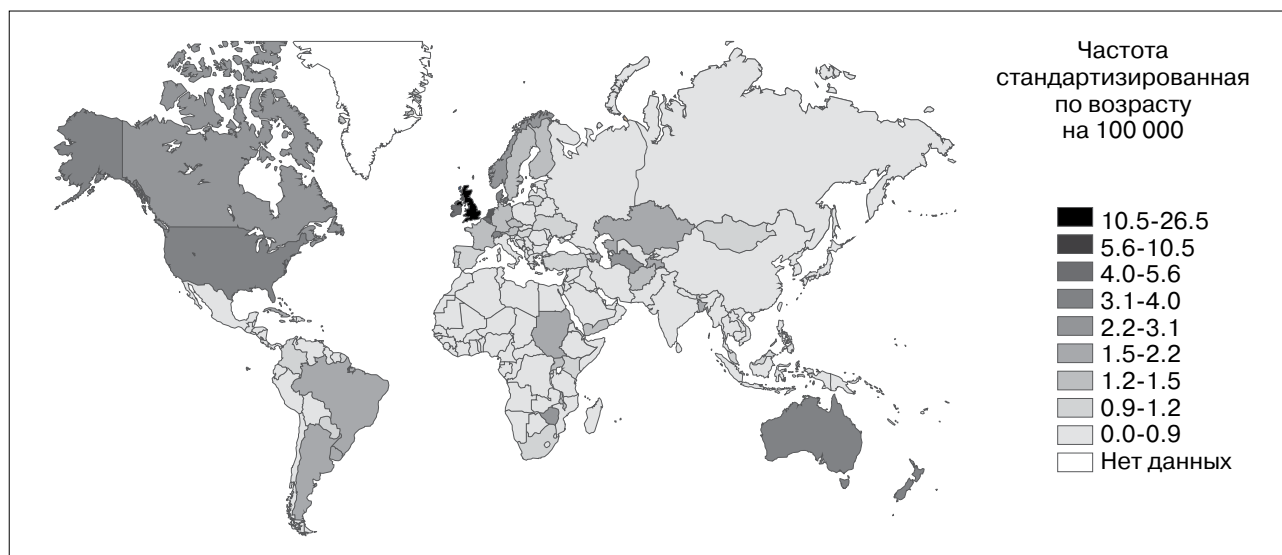 Частота
стандартизированная
по возрасту
на 100 000
10.5-26.5
5.6-10.5
4.0-5.6
3.1-4.0
2.2-3.1
1.5-2.2
1.2-1.5
0.9-1.2
0.0-0.9
Нет данных